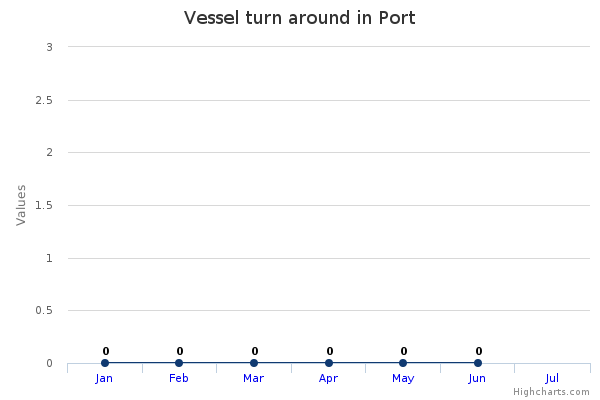 Vessel turn around in Port
Values
3
2.5
2
1.5
1
0.5
0
0 0 0 0 0 0
Jan Feb Mar Apr May Jun Jul
Highcharts.com